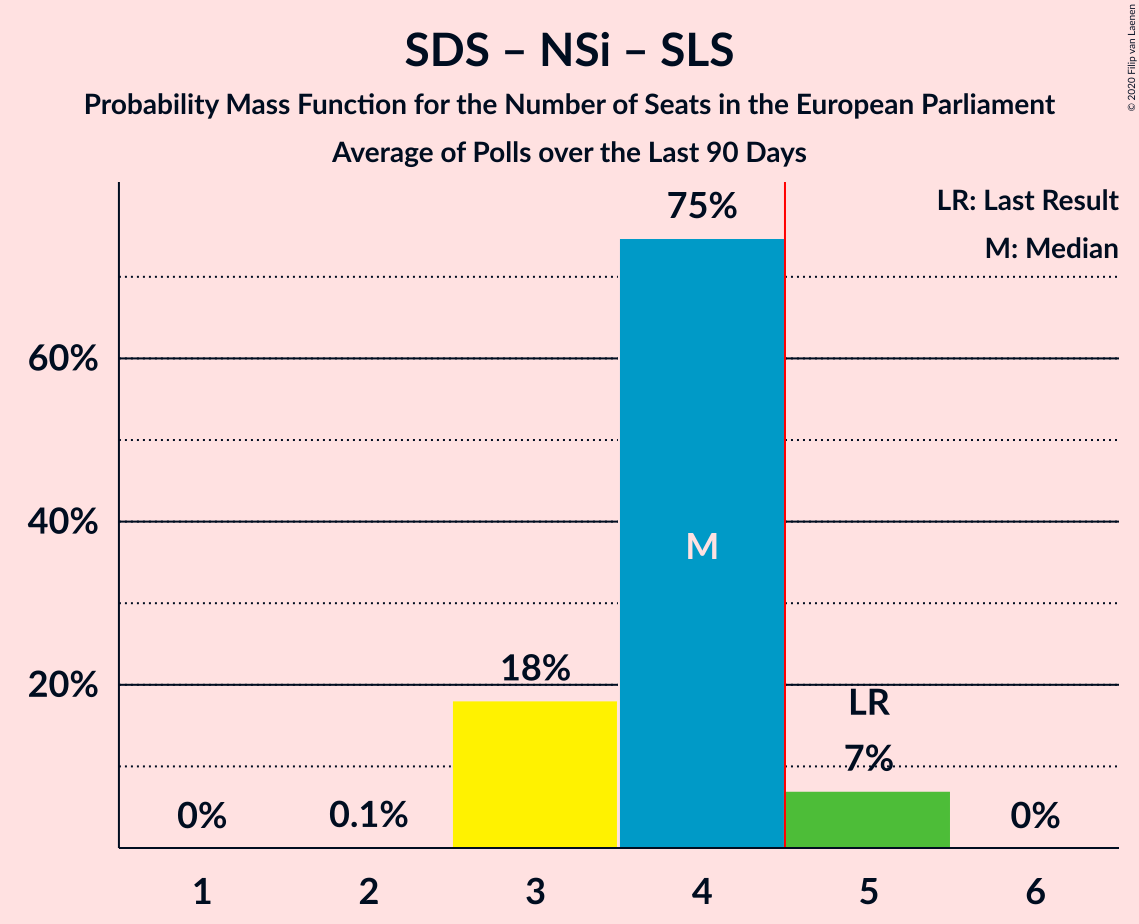 SDS – NSi – SLS
Probability Mass Function for the Number of Seats in the European Parliament
Average of Polls over the Last 90 Days
© 2020 Filip van Laenen
LR: Last Result
M: Median
75%
60%
40%
M
18%
20%
LR
7%
0%
0.1%
0%
1 2 3 4 5 6